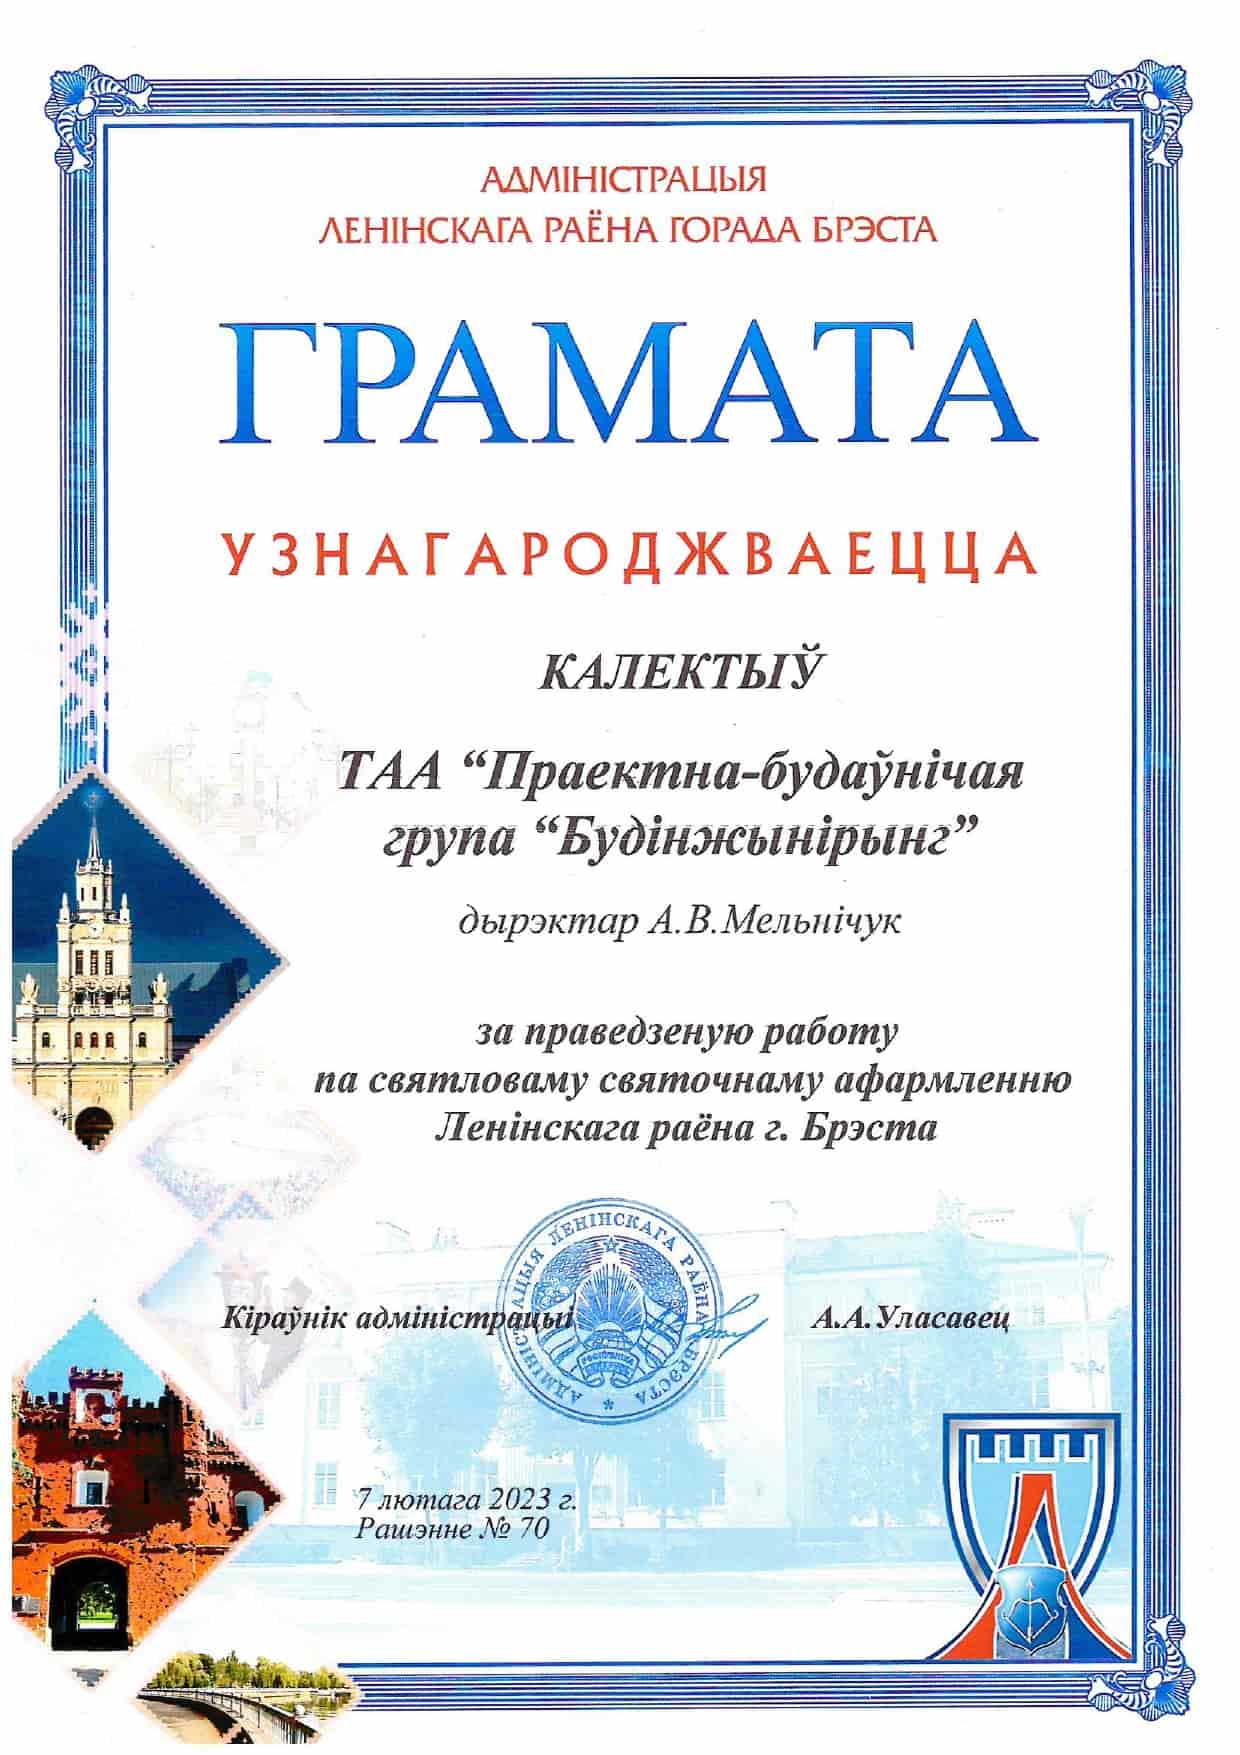 АДМІНІСТРАЦЫЯ
ЛЕНІНСКАГА РАЁНА ГОРАДА БРЭСТА
ГРАМАТА
УЗНАГАРОДЖВАЕЦЦА
КАЛЕКТЫЎ
ТАА “Праектна-будаўнічая
група “Будінжынірынг”
дырэктар А.В.Мельнічук
за праведзеную работу
па святловаму святочнаму афармленню
Ленінскага раёна г. Брэста
АДМІНІСТРАЦЫЯ ЛЕНІНСКАГА РАЁНА г. БРЭСТА
Кіраўнік адміністрацыі А.А.Уласавец
7 лютага 2023 г.
Рашэнне № 70
БРЭСТ